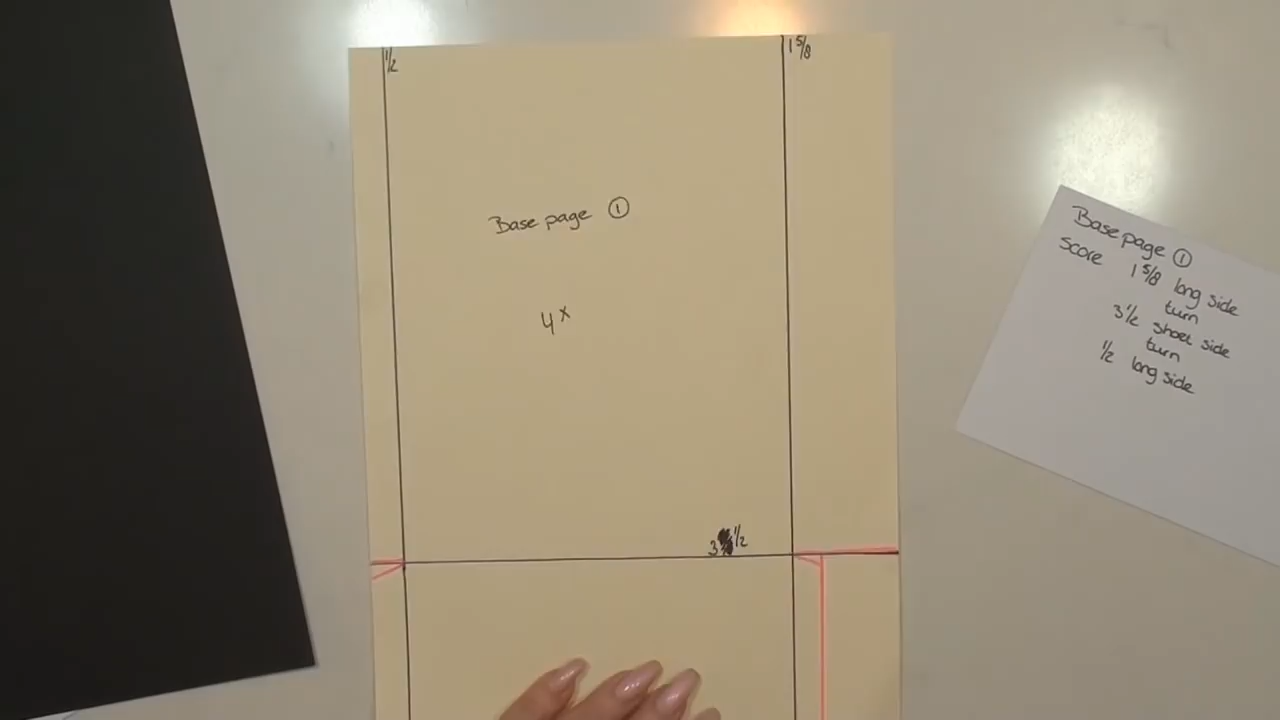 1/2
1 5/8
Base page ①
4x
3 1/2
Base page ①
Score 1 5/8 long side
turn
3 1/2 short side
turn
1/2 long side